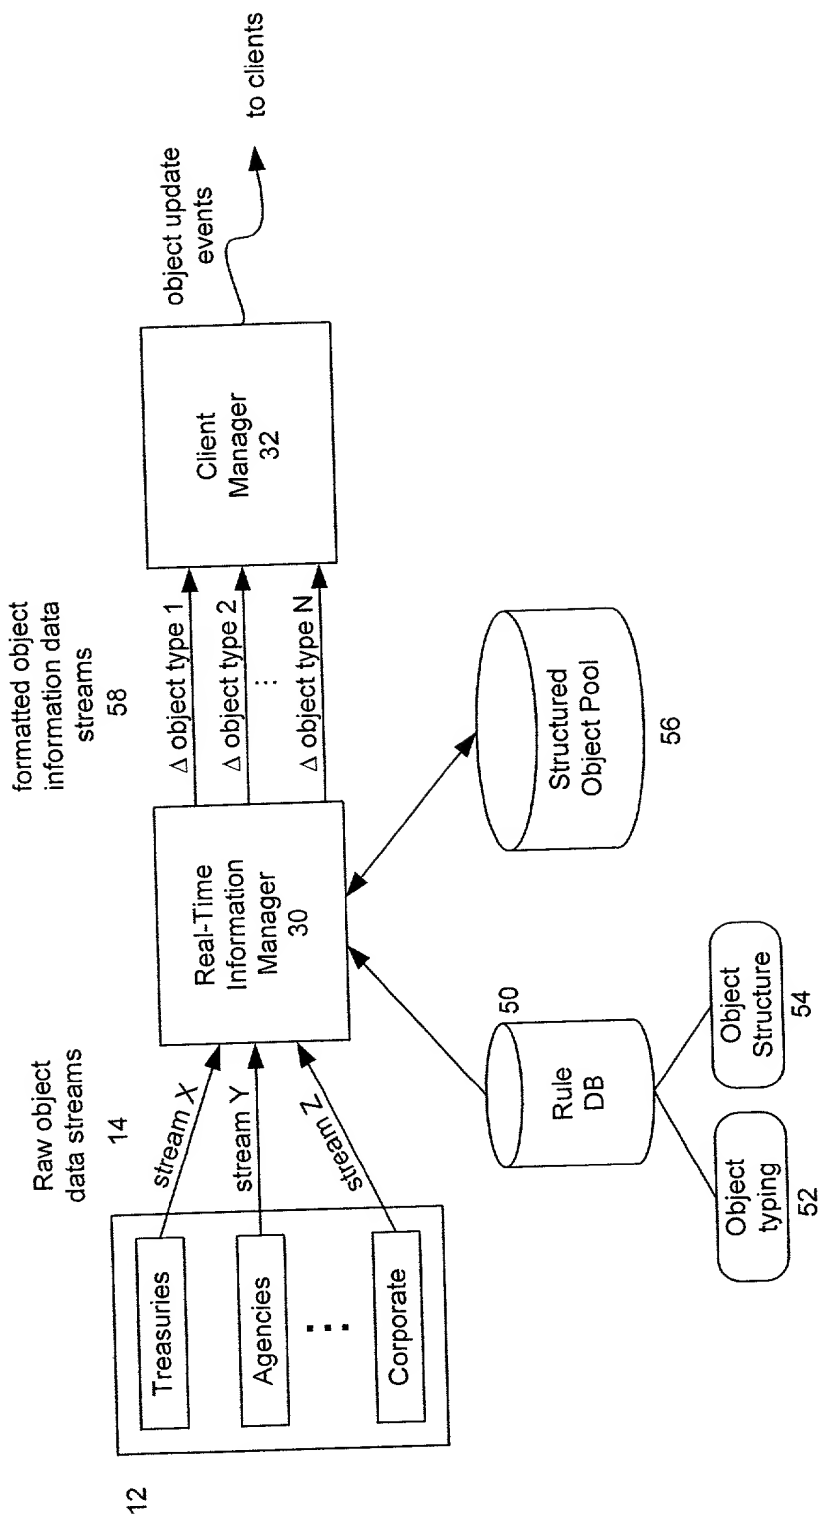 12
Treasuries
Agencies
Corporate
Raw object
data streams
14
stream X
stream Y
stream Z
Real-Time
Information
Manager
30
formatted object
information data
streams
58
Δ object type 1
Δ object type 2
Δ object type N
Client
Manager
32
object update
events
to clients
Rule
DB
50
Object
typing
52
Object
Structure
54
Structured
Object Pool
56